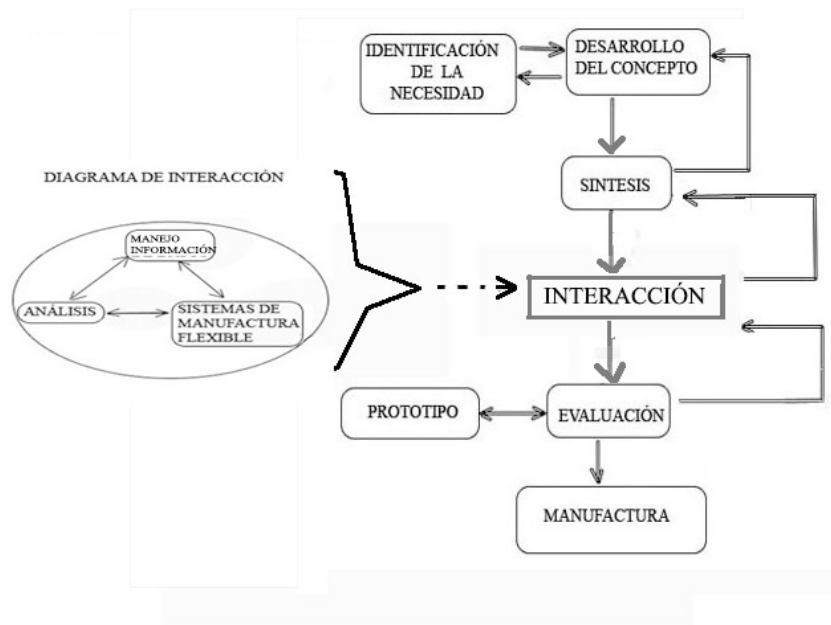 IDENTIFICACIÓN
DE LA
NECESIDAD
DESARROLLO
DEL CONCEPTO
SINTESIS
DIAGRAMA DE INTERACCIÓN
MANEJO
INFORMACIÓN
ANÁLISIS
SISTEMAS DE
MANUFACTURA
FLEXIBLE
INTERACCIÓN
PROTOTIPO
EVALUACIÓN
MANUFACTURA